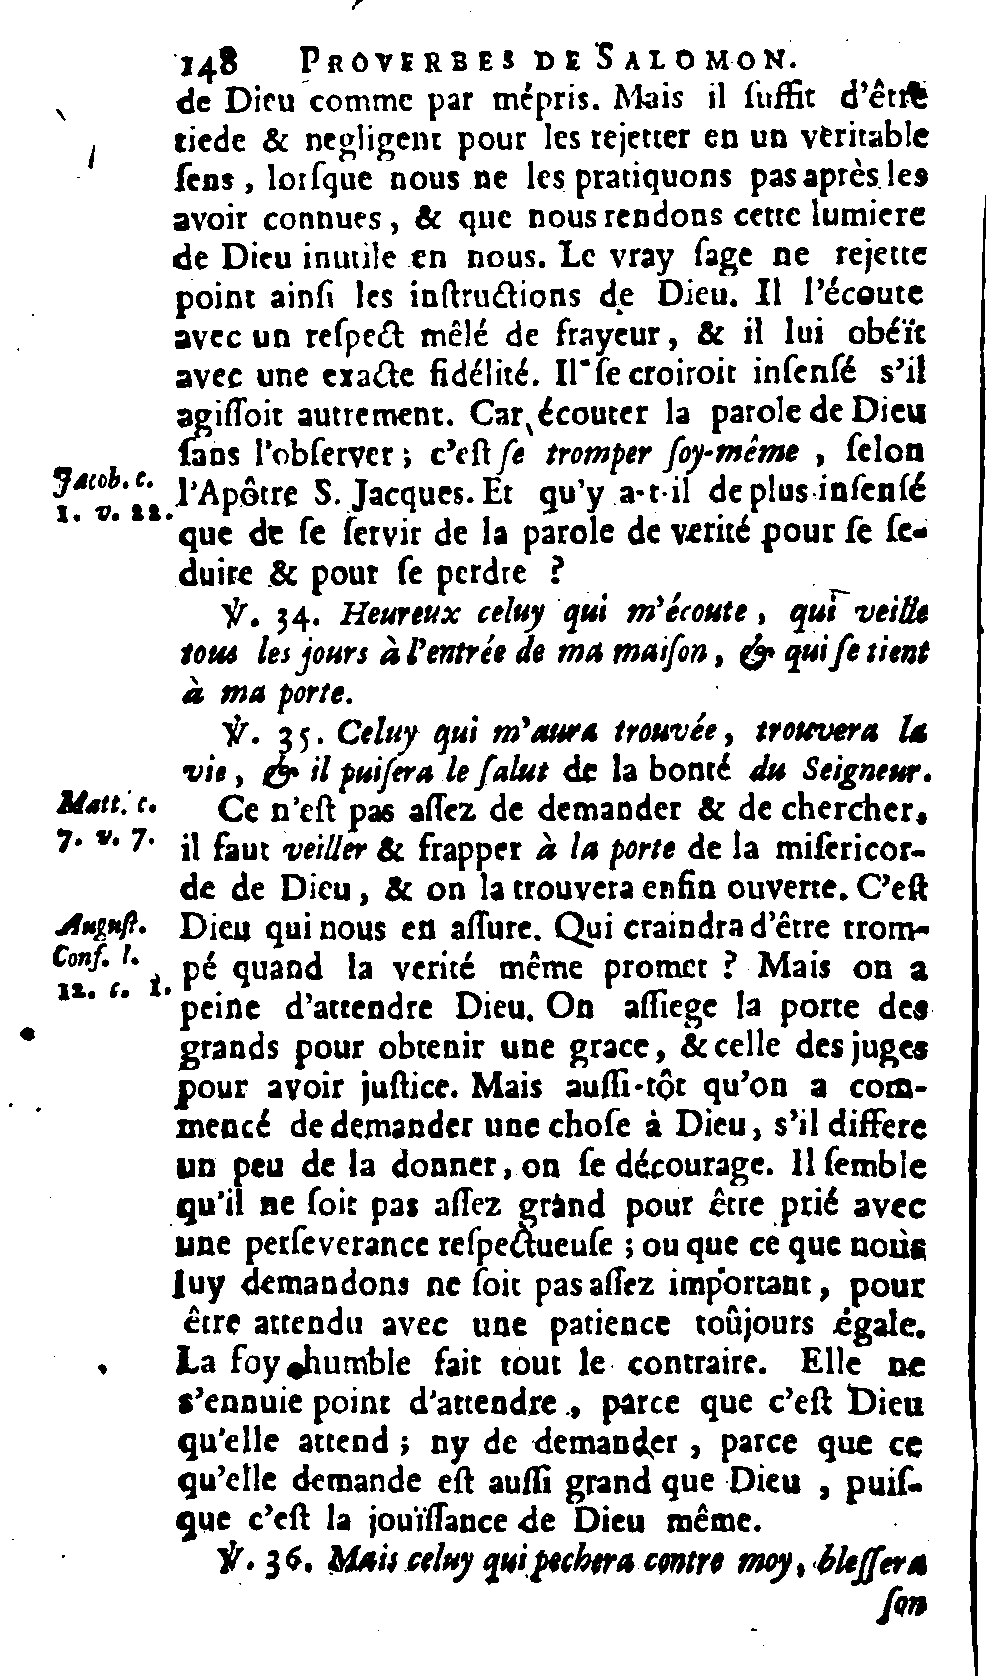 148 PROVERBES DE SALOMON.
de Dieu comme par mépris. Mais il ſuffit d'être
tiede & negligent pour les rejetter en un veritable
ſens, lorſque nous ne les pratiquons pas après les
avoir connues, & que nous rendons cette lumiere
de Dieu inutile en nous. Le vray ſage ne rejette
point ainſi les inſtructions de Dieu. Il l'écoute
avec un reſpect mêlé de frayeur, & il lui obéït
avec une exacte fidélité. Il ſe croiroit inſenſé s'il
agiſſoit autrement. Car écouter la parole de Dieu
ſans l'obſerver; c'eſt ſe tromper ſoy-même, ſelon
Jacob. c.
1. v. 22.
l'Apôtre S. Jacques. Et qu'y a-t-il de plus inſenſé
que de ſe ſervir de la parole de verité pour ſe ſe-
duire & pour ſe perdre ?
℣. 34. Heureux celuy qui m'écoute, qui veille
tous les jours à l'entrée de ma maiſon, & qui ſe tient
à ma porte.
℣. 35. Celuy qui m'aura trouvée, trouvera la
vie, & il puiſera le ſalut de la bonté du Seigneur.
Matt. c.
7. v. 7.
Ce n'eſt pas aſſez de demander & de chercher,
il faut veiller & frapper à la porte de la miſericor-
de de Dieu, & on la trouvera enfin ouverte. C'eſt
Auguſt.
Conf. l.
12. c. 1.
Dieu qui nous en aſſure. Qui craindra d'être trom-
pé quand la verité même promet ? Mais on a
peine d'attendre Dieu. On aſſiege la porte des
grands pour obtenir une grace, & celle des juges
pour avoir juſtice. Mais auſſi-tôt qu'on a com-
mencé de demander une choſe à Dieu, s'il differe
un peu de la donner, on ſe décourage. Il ſemble
qu'il ne ſoit pas aſſez grand pour être prié avec
une perſeverance reſpectueuſe ; ou que ce que nous
luy demandons ne ſoit pas aſſez important, pour
être attendu avec une patience toûjours égale.
La foy humble fait tout le contraire. Elle ne
s'ennuie point d'attendre, parce que c'eſt Dieu
qu'elle attend ; ny de demander, parce que ce
qu'elle demande eſt auſſi grand que Dieu, puiſ-
que c'eſt la jouïſſance de Dieu même.
℣. 36. Mais celuy qui pechera contre moy, bleſſera
ſon